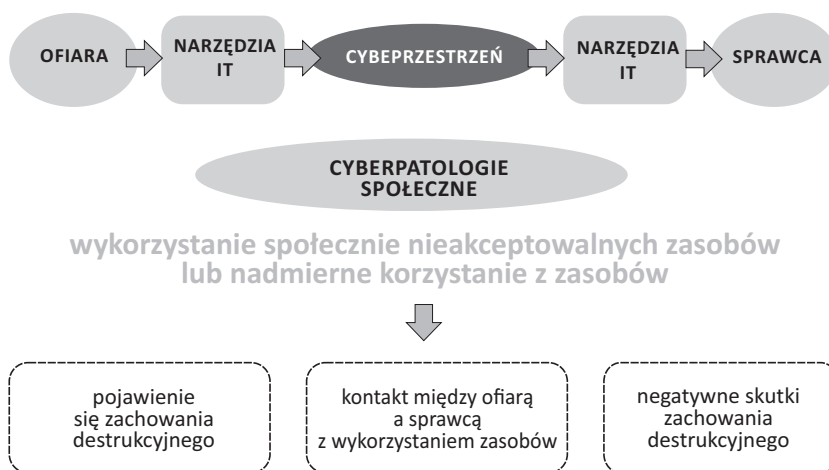 OFIARA
NARZĘDZIA
IT
CYBEPRZESTRZEŃ
NARZĘDZIA
IT
SPRAWCA
CYBERPATOLOGIE
SPOŁECZNE
wykorzystanie społecznie nieakceptowalnych zasobów
lub nadmierne korzystanie z zasobów
pojawienie
się zachowania
destrukcyjnego
kontakt między ofiarą
a sprawcą
z wykorzystaniem zasobów
negatywne skutki
zachowania
destrukcyjnego